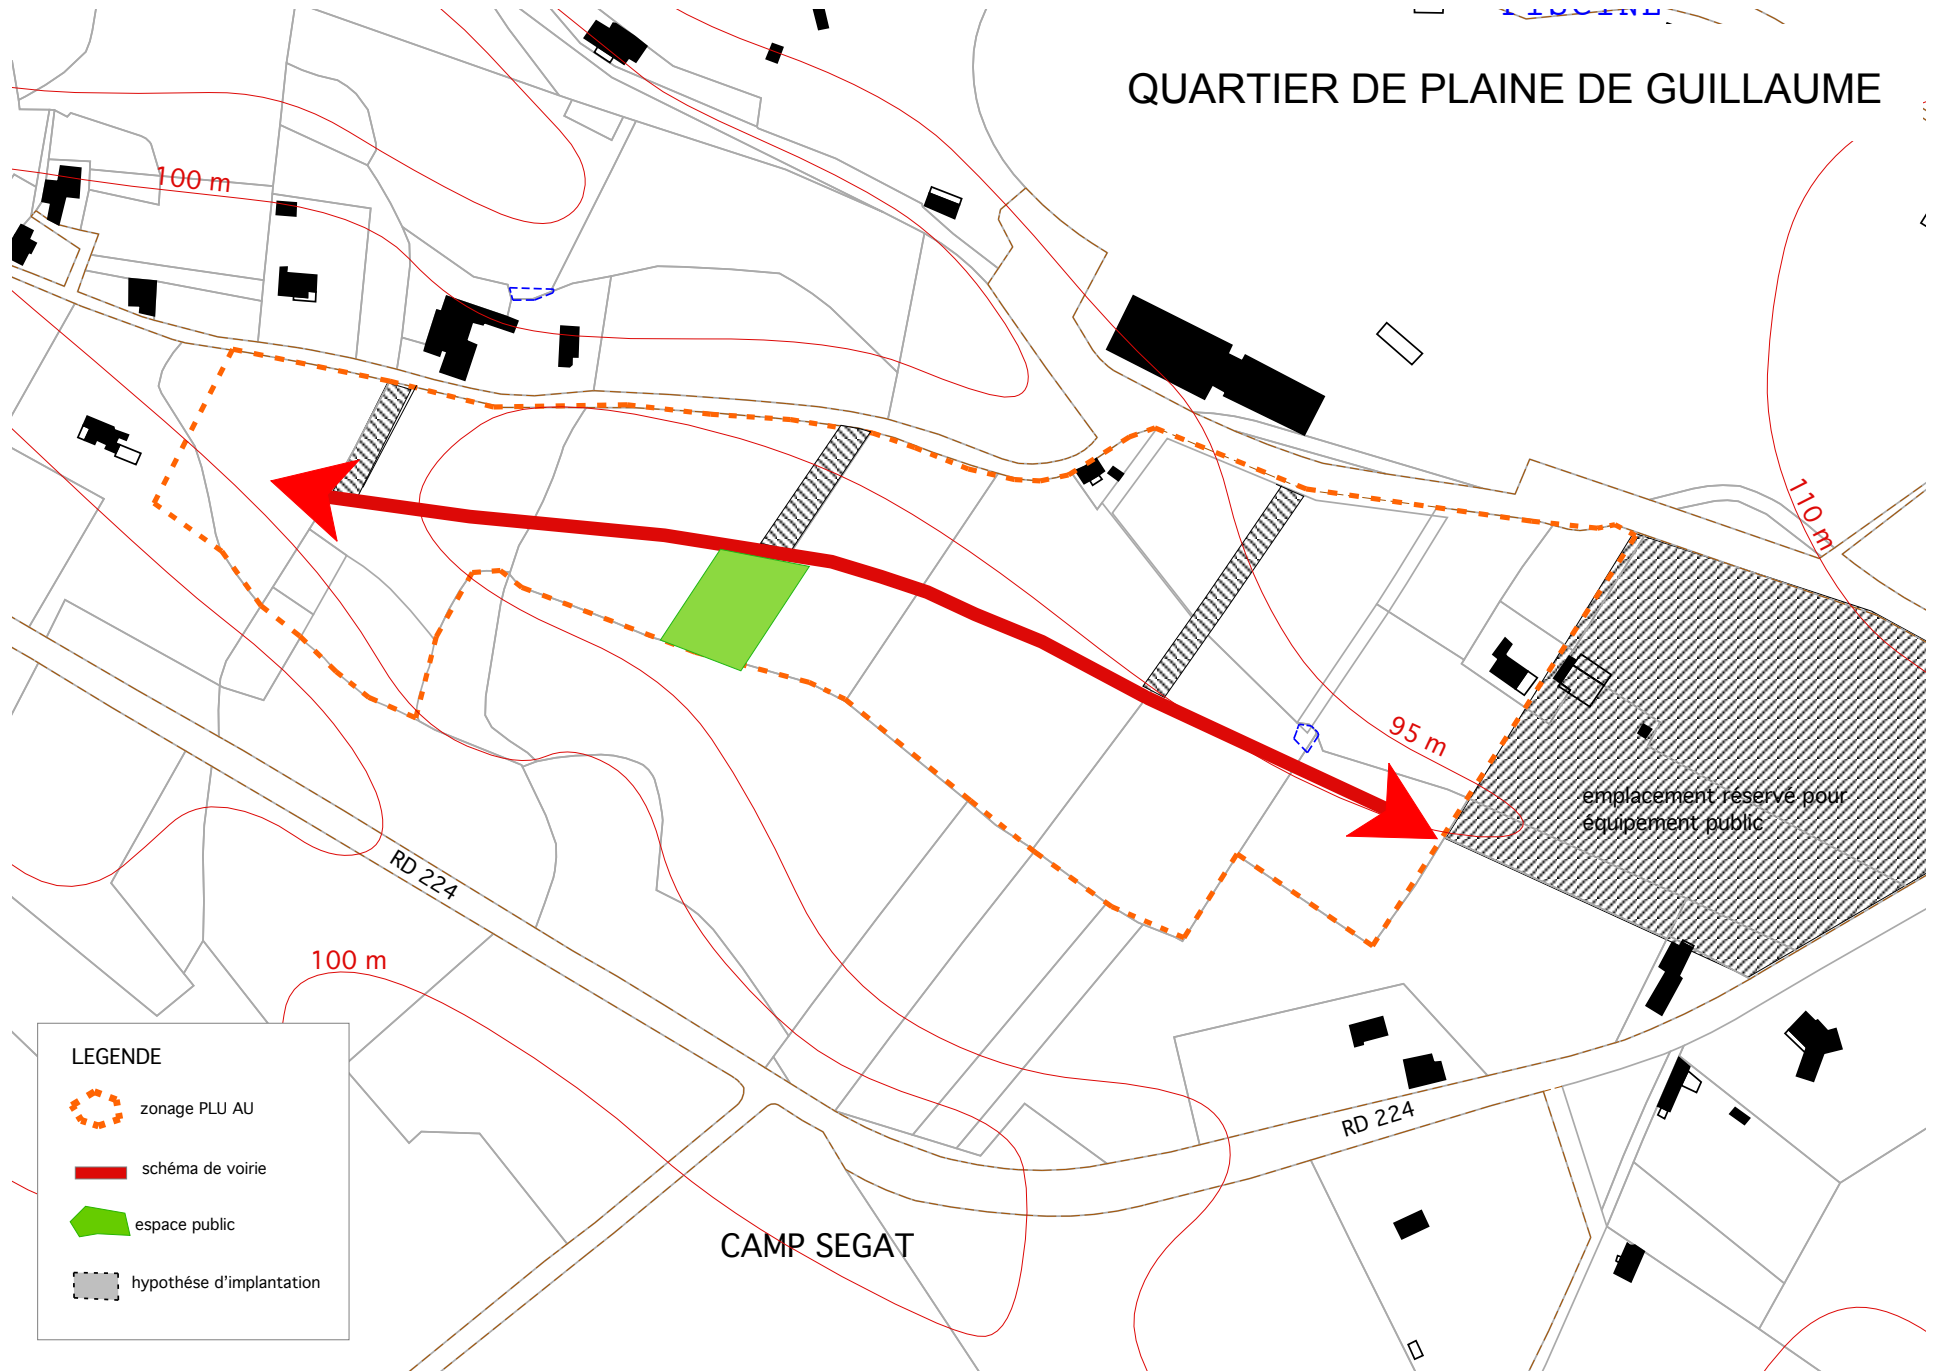 PISCINE
QUARTIER DE PLAINE DE GUILLAUME
100 m
110 m
95 m
emplacement réservé pour
équipement public
RD 224
100 m
LEGENDE
zonage PLU AU
schéma de voirie
espace public
hypothése d'implantation
RD 224
CAMP SEGAT